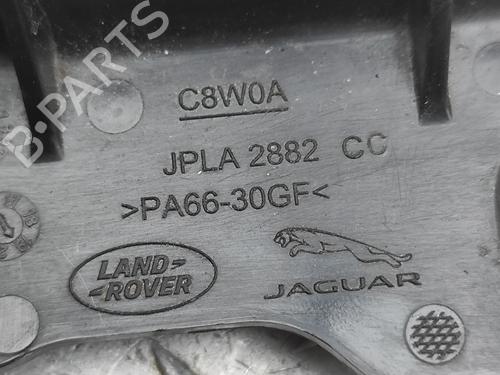 B-PARTS
C8W0A
JPLA 2882 CC
>PA66-30GF<
LAND-
ROVER
JAGUAR